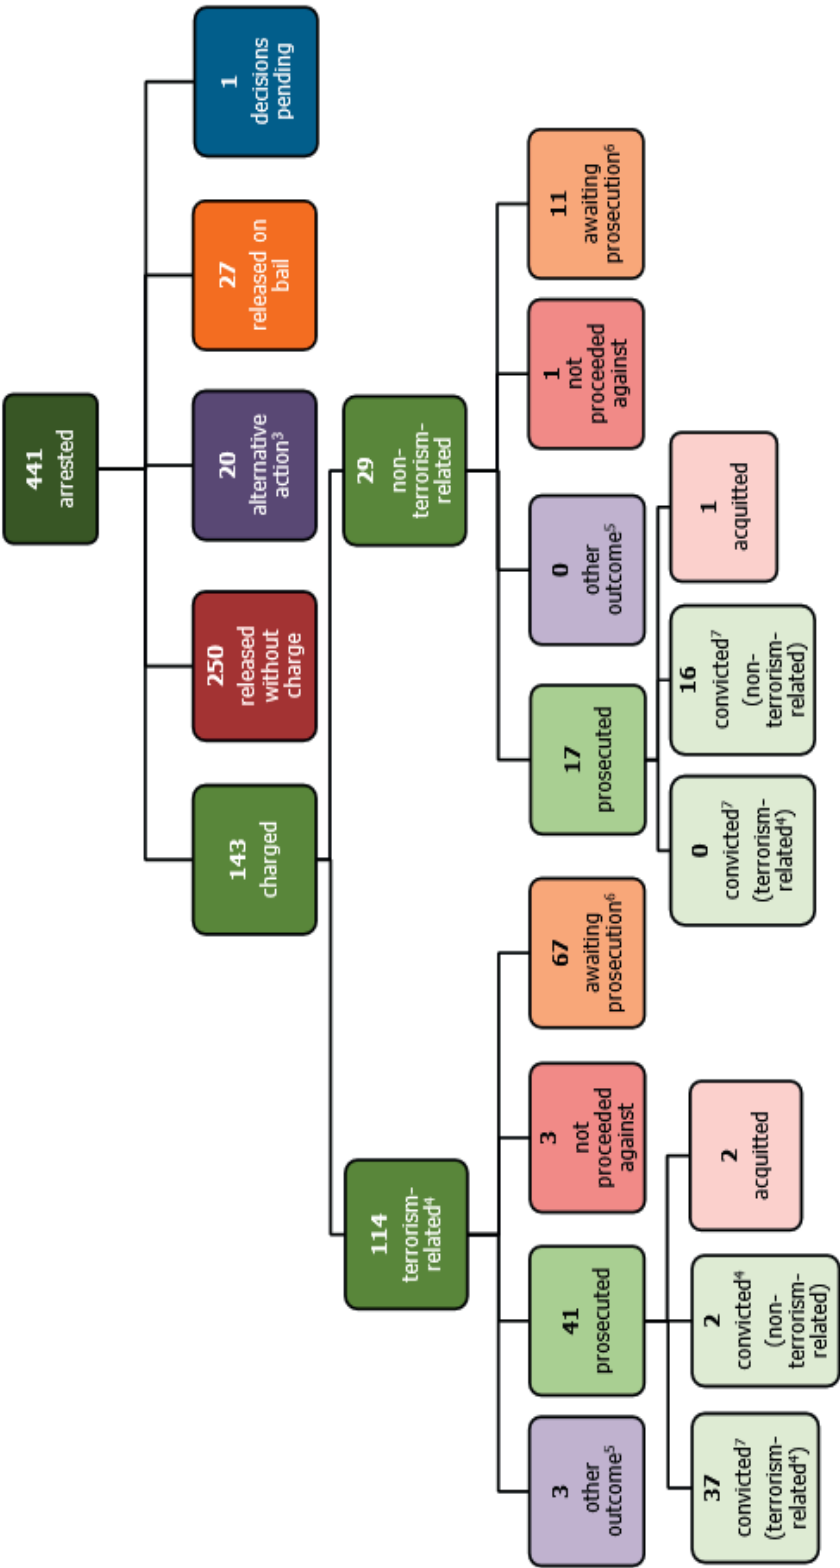 441
arrested
143
charged
250
released
without
charge
20
alternative
action³
27
released on
bail
1
decisions
pending
114
terrorism-
related⁴
29
non-
terrorism-
related
3
other
outcome⁵
41
prosecuted
3
not
proceeded
against
67
awaiting
prosecution⁶
17
prosecuted
0
other
outcome⁵
1
not
proceeded
against
11
awaiting
prosecution⁶
37
convicted⁷
(terrorism-
related⁴)
2
convicted⁴
(non-
terrorism-
related)
2
acquitted
0
convicted⁷
(terrorism-
related⁴)
16
convicted⁷
(non-
terrorism-
related)
1
acquitted